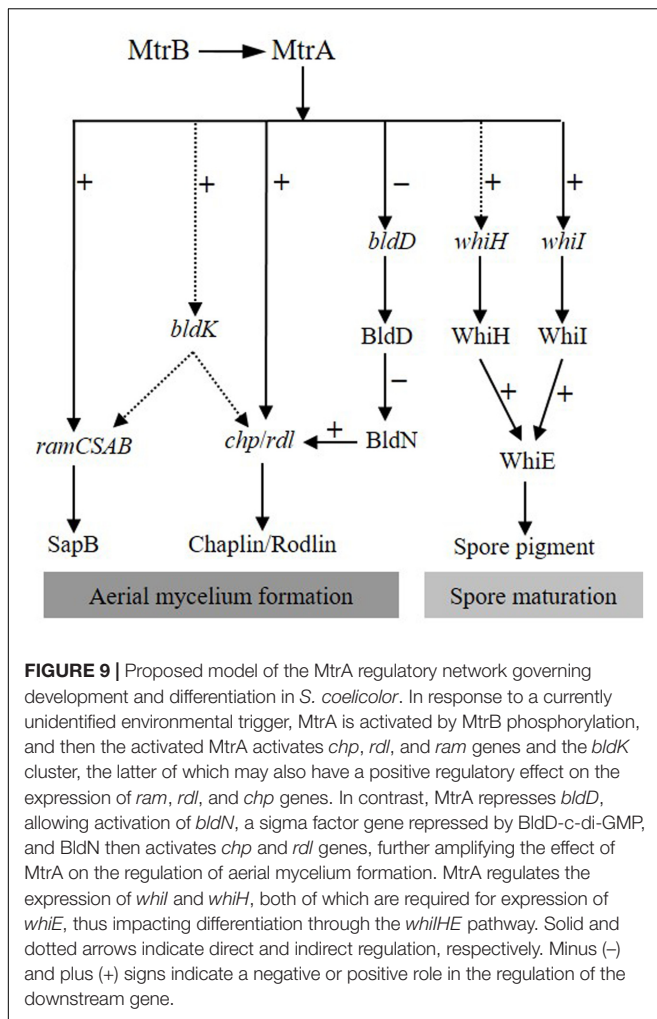 MtrB MtrA
+ + + – + +
bldD whiH whiI
bldK BldD WhiH WhiI
– + +
ramCSAB chp/rdl + BldN WhiE
SapB Chaplin/Rodlin Spore pigment
Aerial mycelium formation Spore maturation
FIGURE 9 | Proposed model of the MtrA regulatory network governing
development and differentiation in S. coelicolor. In response to a currently
unidentified environmental trigger, MtrA is activated by MtrB phosphorylation,
and then the activated MtrA activates chp, rdl, and ram genes and the bldK
cluster, the latter of which may also have a positive regulatory effect on the
expression of ram, rdl, and chp genes. In contrast, MtrA represses bldD,
allowing activation of bldN, a sigma factor gene repressed by BldD-c-di-GMP,
and BldN then activates chp and rdl genes, further amplifying the effect of
MtrA on the regulation of aerial mycelium formation. MtrA regulates the
expression of whiI and whiH, both of which are required for expression of
whiE, thus impacting differentiation through the whiIHE pathway. Solid and
dotted arrows indicate direct and indirect regulation, respectively. Minus (–)
and plus (+) signs indicate a negative or positive role in the regulation of the
downstream gene.